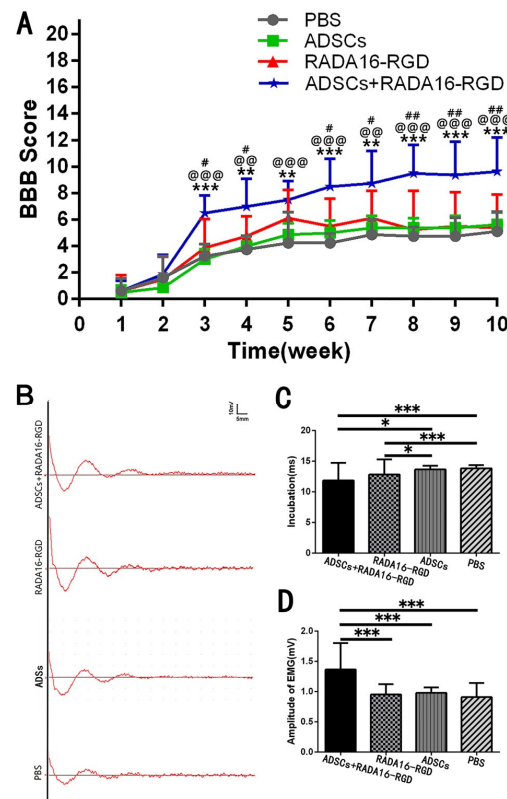 A
PBS
ADSCs
RADA16-RGD
ADSCs+RADA16-RGD
BBB Score
20
18
16
14
12
10
8
6
4
2
0
#
@@@
***
#
@@
**
@@@
**
#
@@@
***
#
@@
**
##
@@@
***
##
@@@
***
##
@@@
***
0 1 2 3 4 5 6 7 8 9 10
Time(week)
B
10mV
5mm
ADSCs+RADA16-RGD
RADA16-RGD
ADSs
PBS
C
***
*
***
*
Incubation(ms)
20
15
10
5
0
ADSCs+RADA16-RGD
RADA16-RGD
ADSCs
PBS
D
***
***
***
Amplitude of EMG(mV)
2.0
1.5
1.0
0.5
0.0
ADSCs+RADA16-RGD
RADA16-RGD
ADSCs
PBS